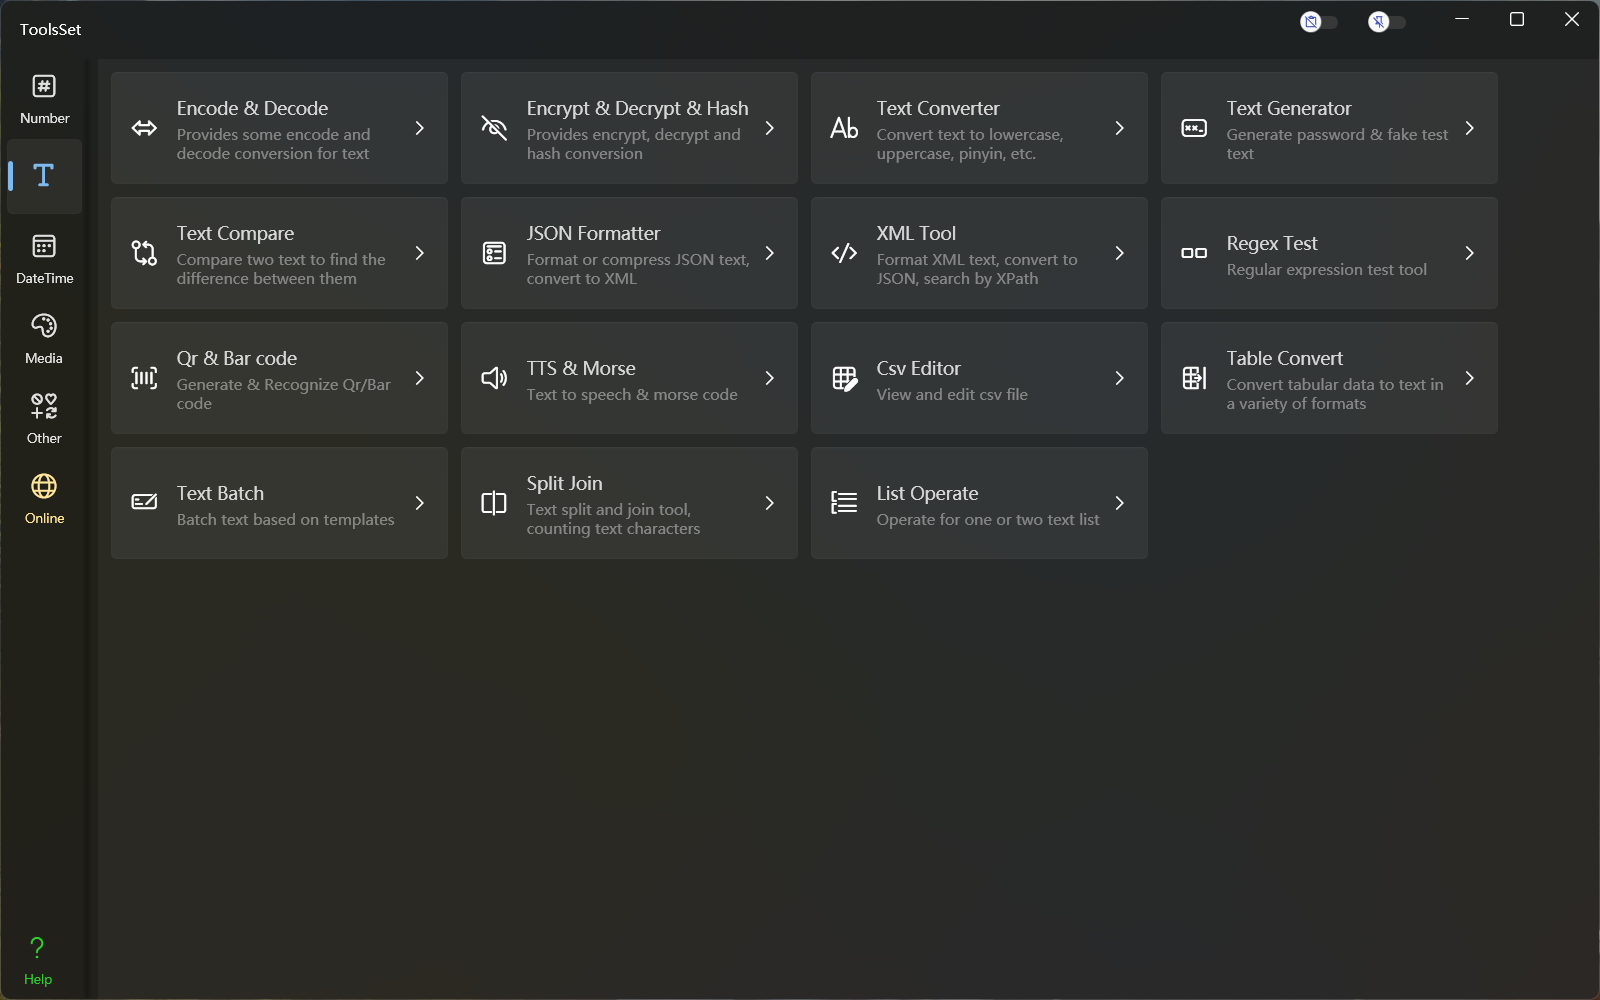 ToolsSet
Number
DateTime
Media
Other
Online
Help
Encode & Decode
Provides some encode and
decode conversion for text
Encrypt & Decrypt & Hash
Provides encrypt, decrypt and
hash conversion
Ab
Text Converter
Convert text to lowercase,
uppercase, pinyin, etc.
Text Generator
Generate password & fake test
text
Text Compare
Compare two text to find the
difference between them
JSON Formatter
Format or compress JSON text,
convert to XML
XML Tool
Format XML text, convert to
JSON, search by XPath
Regex Test
Regular expression test tool
Qr & Bar code
Generate & Recognize Qr/Bar
code
TTS & Morse
Text to speech & morse code
Csv Editor
View and edit csv file
Table Convert
Convert tabular data to text in
a variety of formats
Text Batch
Batch text based on templates
Split Join
Text split and join tool,
counting text characters
List Operate
Operate for one or two text list